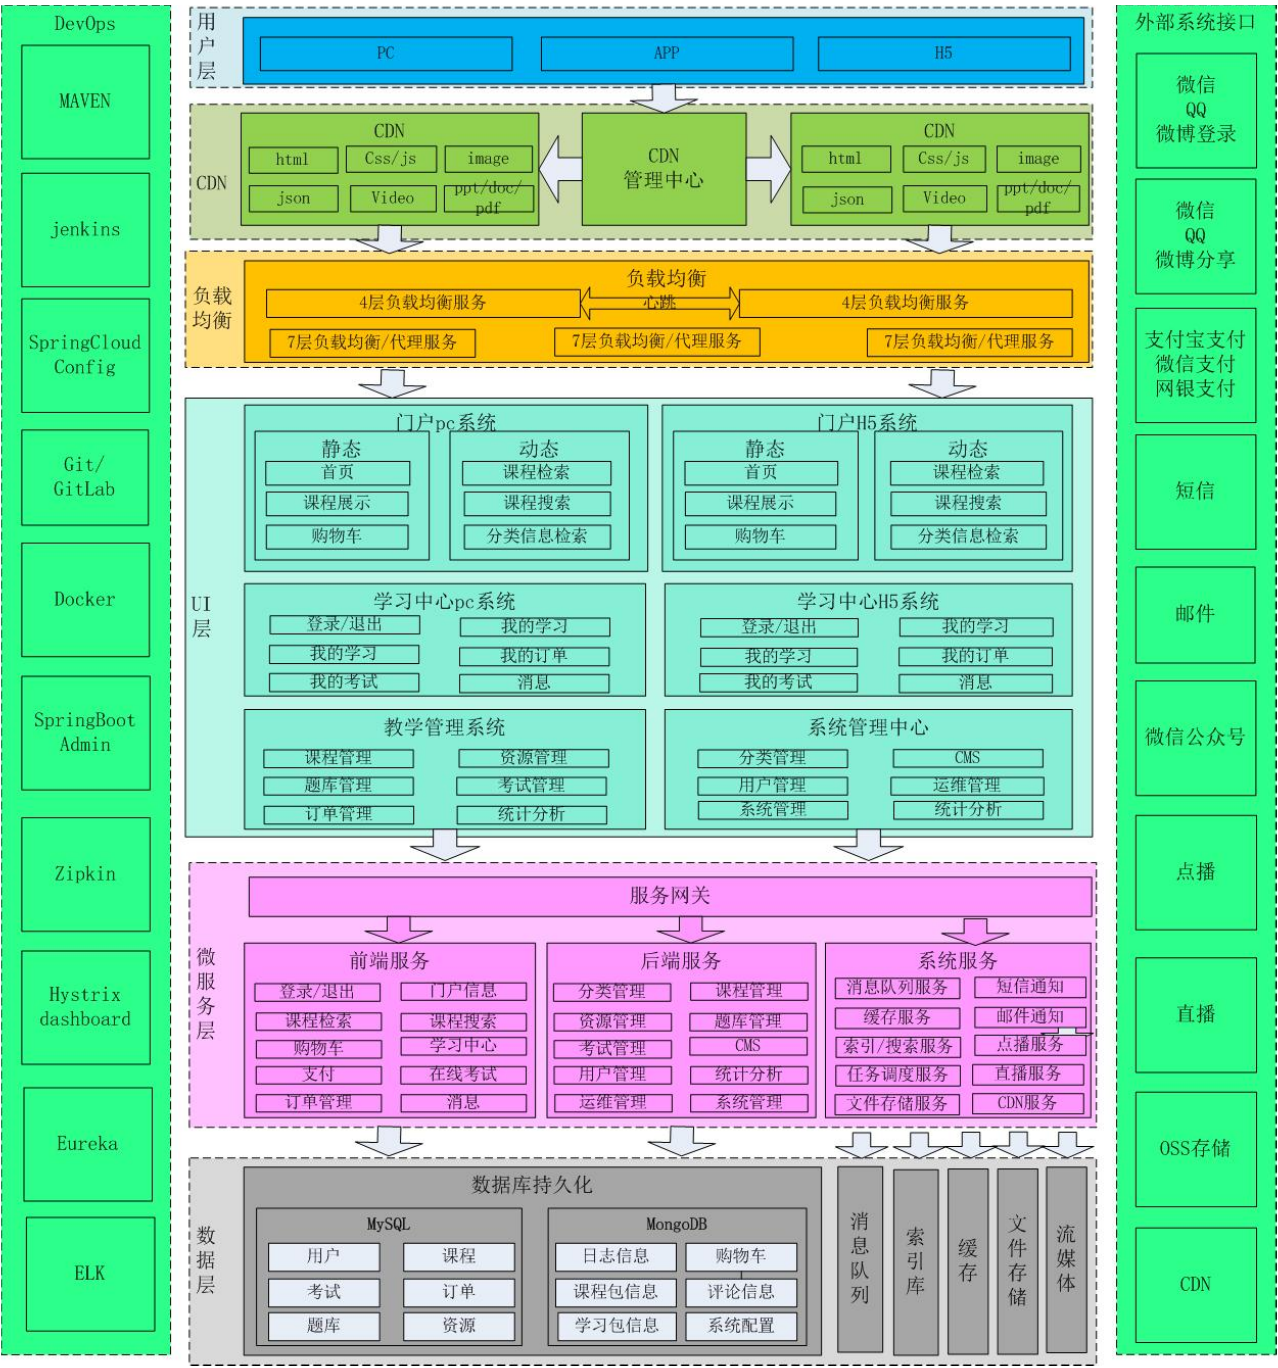 DevOps
MAVEN
jenkins
SpringCloud
Config
Git/
GitLab
Docker
SpringBoot
Admin
Zipkin
Hystrix
dashboard
Eureka
ELK
用户层
PC
APP
H5
CDN
CDN
html
Css/js
image
json
Video
ppt/doc/
pdf
CDN
管理中心
CDN
html
Css/js
image
json
Video
ppt/doc/
pdf
负载
均衡
负载均衡
4层负载均衡服务
心跳
4层负载均衡服务
7层负载均衡/代理服务
7层负载均衡/代理服务
7层负载均衡/代理服务
UI
层
门户pc系统
静态
首页
课程展示
购物车
动态
课程检索
课程搜索
分类信息检索
门户H5系统
静态
首页
课程展示
购物车
动态
课程检索
课程搜索
分类信息检索
学习中心pc系统
登录/退出
我的学习
我的学习
我的订单
我的考试
消息
学习中心H5系统
登录/退出
我的学习
我的学习
我的订单
我的考试
消息
教学管理系统
课程管理
资源管理
题库管理
考试管理
订单管理
统计分析
系统管理中心
分类管理
CMS
用户管理
运维管理
系统管理
统计分析
微服务层
服务网关
前端服务
登录/退出
门户信息
课程检索
课程搜索
购物车
学习中心
支付
在线考试
订单管理
消息
后端服务
分类管理
课程管理
资源管理
题库管理
考试管理
CMS
用户管理
统计分析
运维管理
系统管理
系统服务
消息队列服务
短信通知
缓存服务
邮件通知
索引/搜索服务
点播服务
任务调度服务
直播服务
文件存储服务
CDN服务
数据层
数据库持久化
MySQL
用户
课程
考试
订单
题库
资源
MongoDB
日志信息
购物车
课程包信息
评论信息
学习包信息
系统配置
消息队列
索引库
缓存
文件存储
流媒体
外部系统接口
微信
QQ
微博登录
微信
QQ
微博分享
支付宝支付
微信支付
网银支付
短信
邮件
微信公众号
点播
直播
OSS存储
CDN